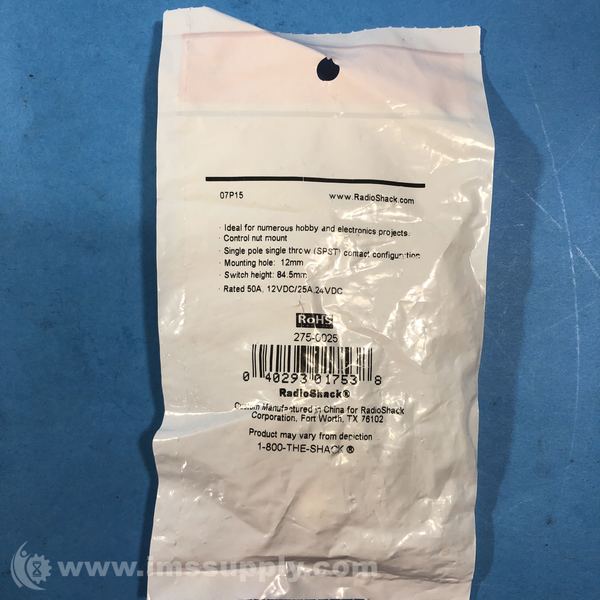 07P15 www.RadioShack.com
· Ideal for numerous hobby and electronics projects.
· Control nut mount
· Single pole single throw (SPST) contact configuration
· Mounting hole: 12mm
· Switch height: 84.5mm
· Rated 50A, 12VDC/25A,24VDC
RoHS
275-0025
0 40293 01753 8
RadioShack®
Custom Manufactured in China for RadioShack
Corporation, Fort Worth, TX 76102
Product may vary from depiction
1-800-THE-SHACK ®
www.imssupply.com